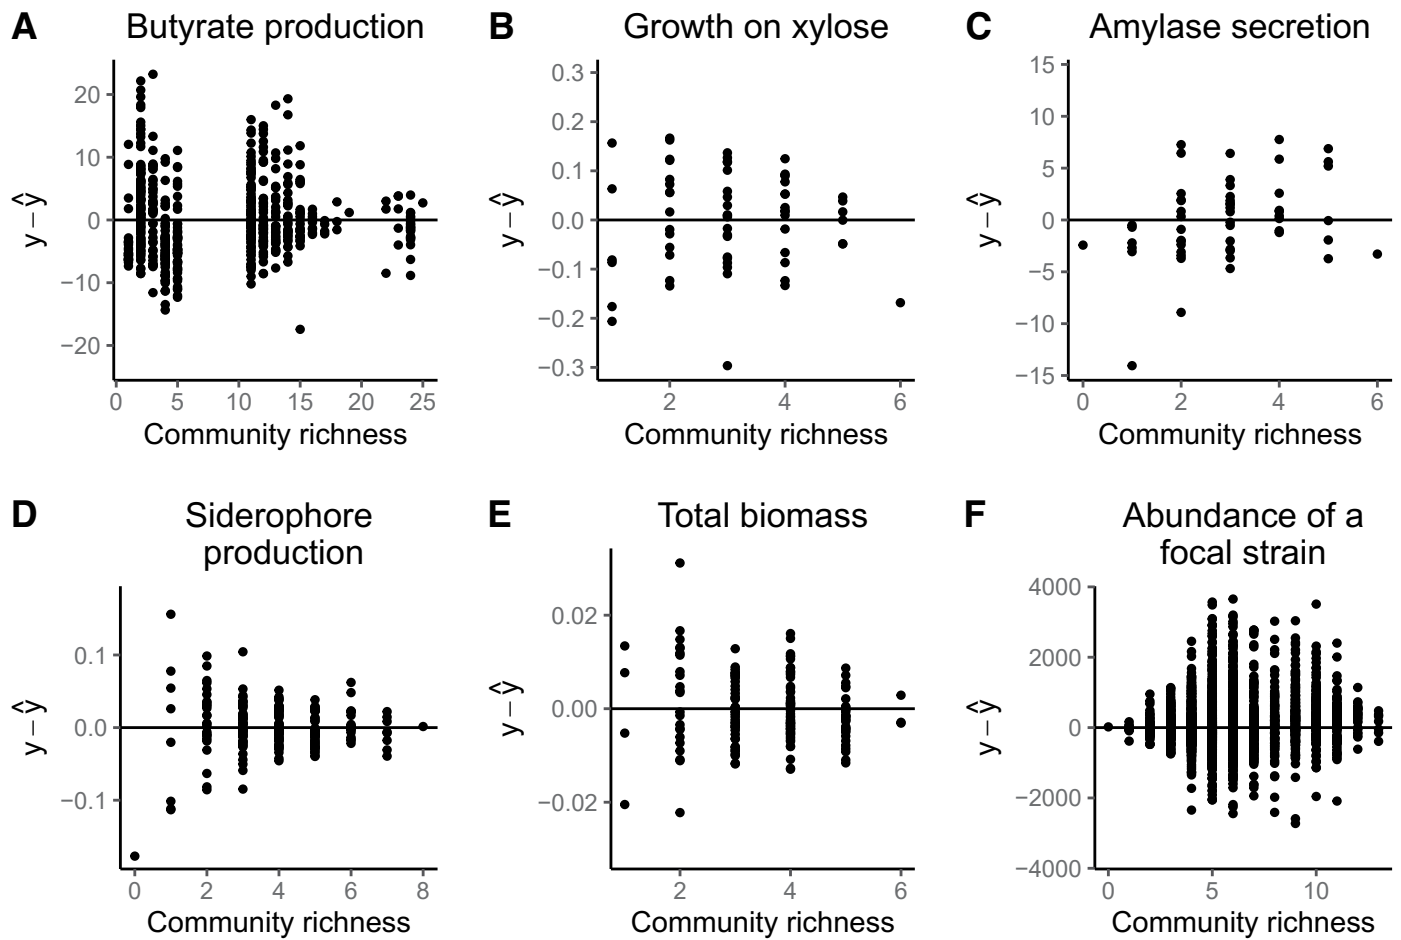 A Butyrate production
20
10
0
−10
−20
y − ŷ
0 5 10 15 20 25
Community richness
B Growth on xylose
0.3
0.2
0.1
0.0
−0.1
−0.2
−0.3
y − ŷ
2 4 6
Community richness
C Amylase secretion
15
10
5
0
−5
−10
−15
y − ŷ
0 2 4 6
Community richness
D Siderophore
production
0.1
0.0
−0.1
y − ŷ
0 2 4 6 8
Community richness
E Total biomass
0.02
0.00
−0.02
y − ŷ
2 4 6
Community richness
F Abundance of a
focal strain
4000
2000
0
−2000
−4000
y − ŷ
0 5 10
Community richness